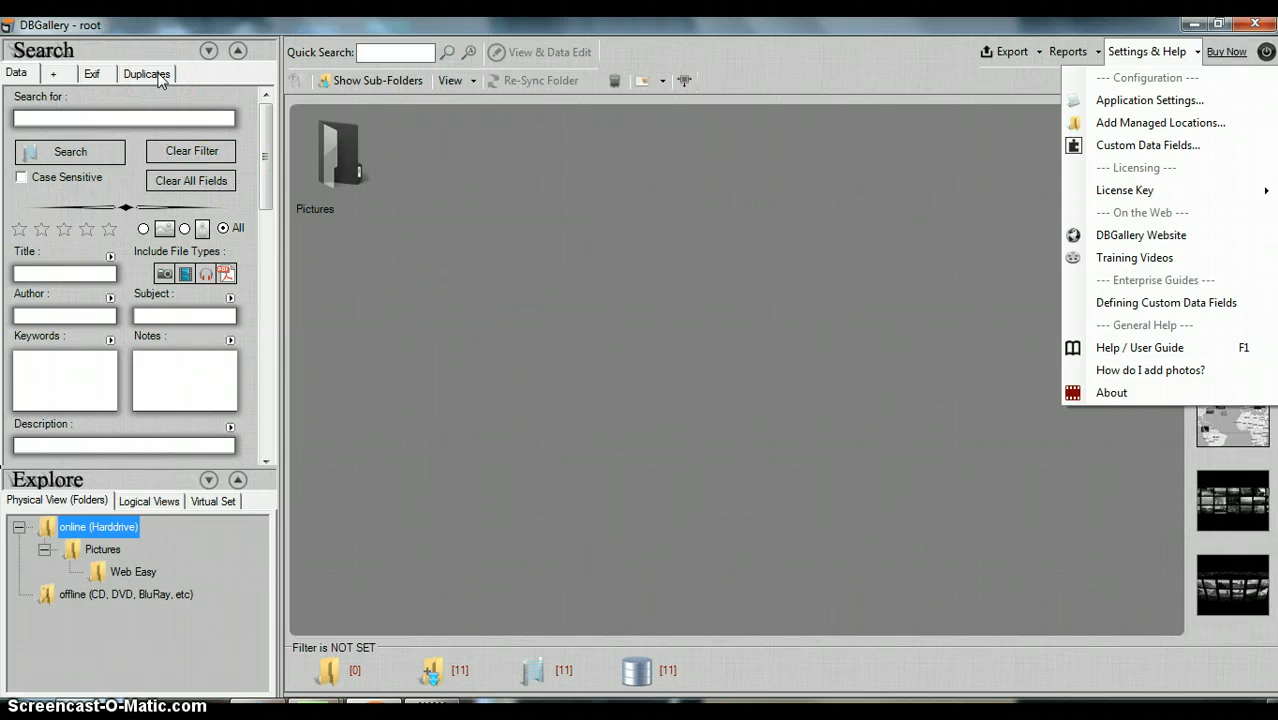 DBGallery - root
Search
Data + Exif Duplicates
Search for :
Search Clear Filter
Case Sensitive Clear All Fields
All
Title : Include File Types :
Author : Subject :
Keywords : Notes :
Description :
Explore
Physical View (Folders) Logical Views Virtual Set
online (Harddrive)
Pictures
Web Easy
offline (CD, DVD, BluRay, etc)
Quick Search: View & Data Edit Export Reports Settings & Help Buy Now
Show Sub-Folders View Re-Sync Folder
Pictures
--- Configuration ---
Application Settings...
Add Managed Locations...
Custom Data Fields...
--- Licensing ---
License Key
--- On the Web ---
DBGallery Website
Training Videos
--- Enterprise Guides ---
Defining Custom Data Fields
--- General Help ---
Help / User Guide F1
How do I add photos?
About
Filter is NOT SET
[0] [11] [11] [11]
Screencast-O-Matic.com